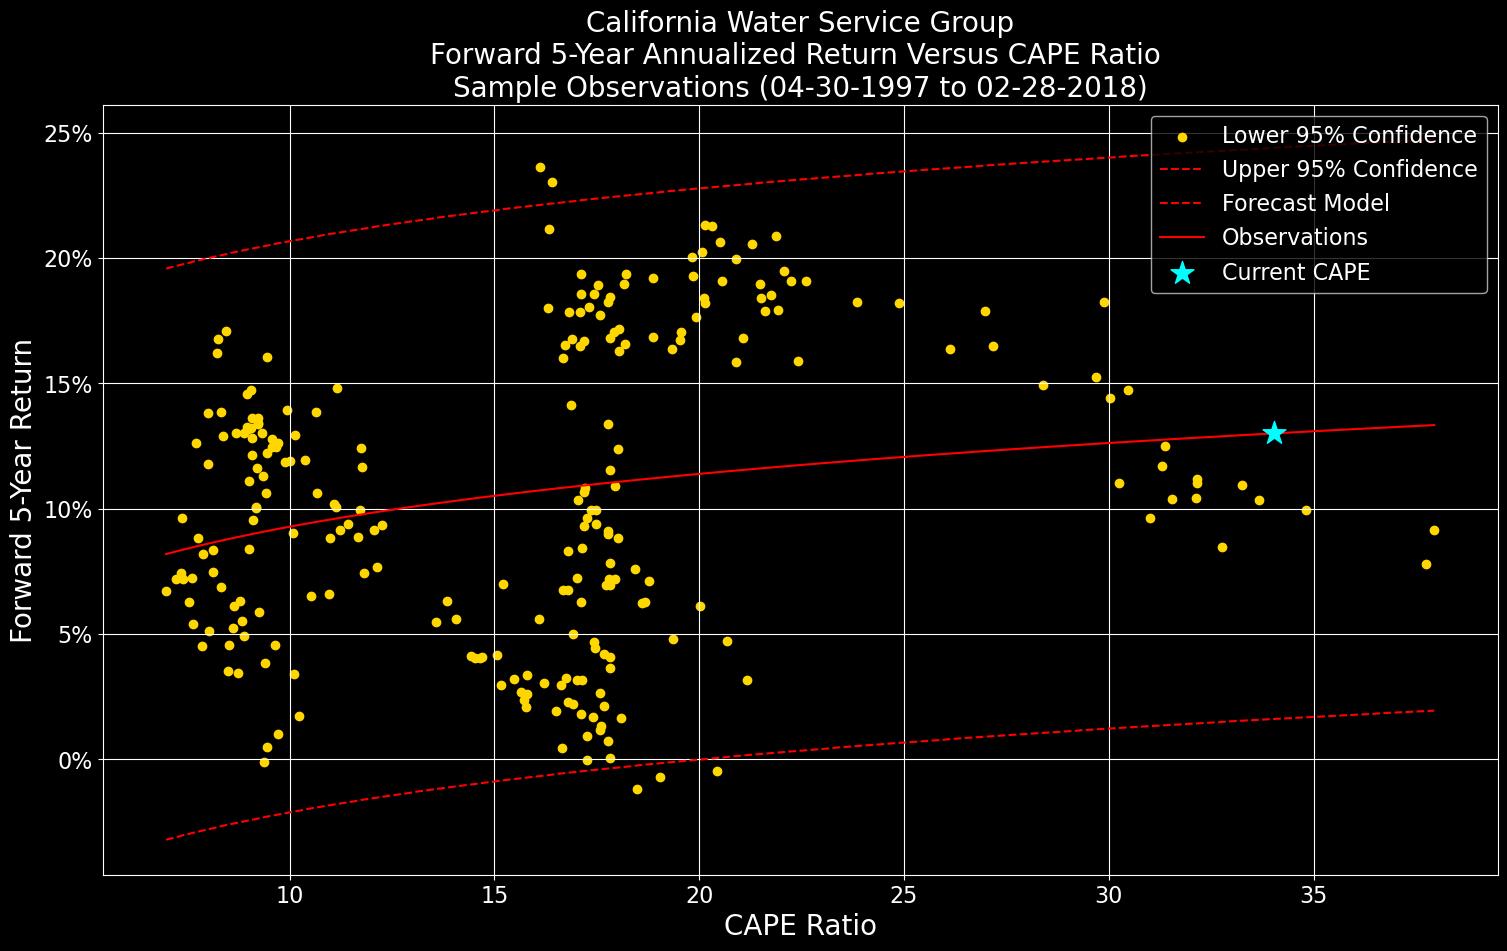 California Water Service Group
Forward 5-Year Annualized Return Versus CAPE Ratio
Sample Observations (04-30-1997 to 02-28-2018)
25%
20%
15%
10%
5%
0%
Forward 5-Year Return
Lower 95% Confidence
Upper 95% Confidence
Forecast Model
Observations
Current CAPE
10
15
20
25
30
35
CAPE Ratio